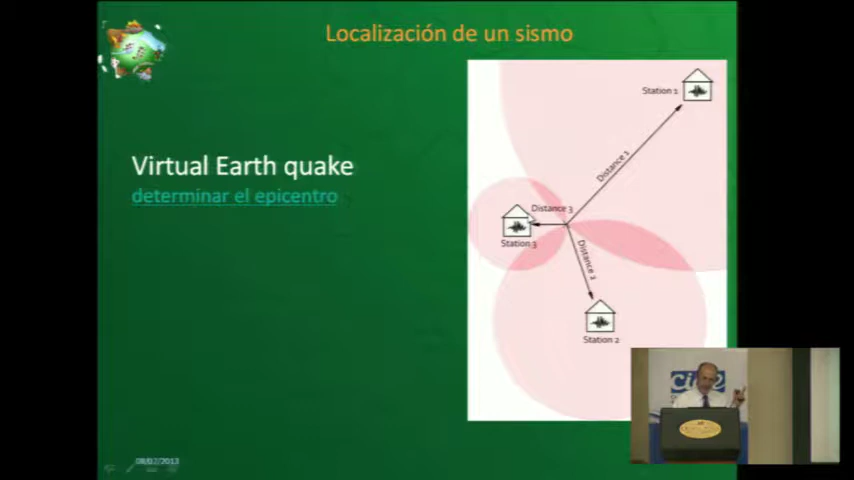 Localización de un sismo
Virtual Earth quake
determinar el epicentro
Station 1
Distance 1
Distance 3
Station 3
Distance 2
Station 2
08/02/2013